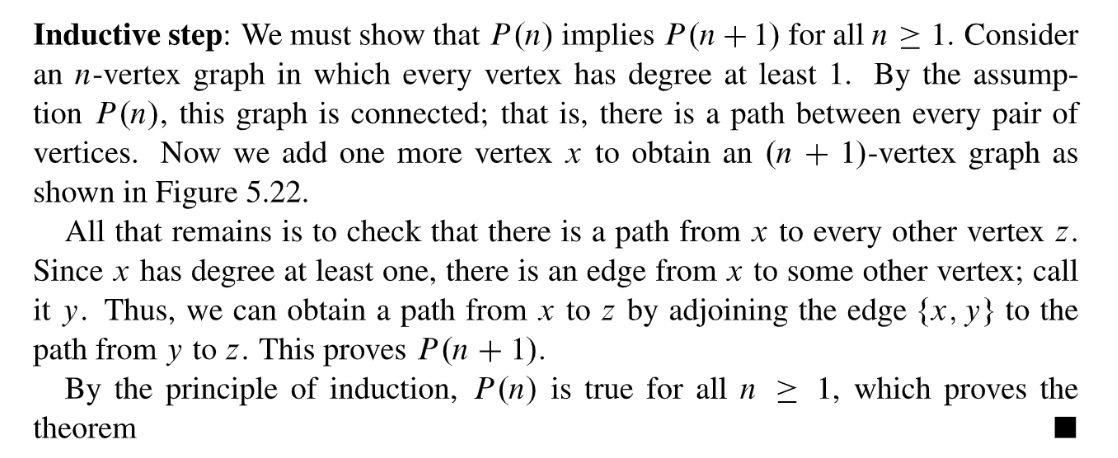 Inductive step: We must show that P(n) implies P(n + 1) for all n ≥ 1. Consider
an n-vertex graph in which every vertex has degree at least 1. By the assump-
tion P(n), this graph is connected; that is, there is a path between every pair of
vertices. Now we add one more vertex x to obtain an (n + 1)-vertex graph as
shown in Figure 5.22.
All that remains is to check that there is a path from x to every other vertex z.
Since x has degree at least one, there is an edge from x to some other vertex; call
it y. Thus, we can obtain a path from x to z by adjoining the edge {x, y} to the
path from y to z. This proves P(n + 1).
By the principle of induction, P(n) is true for all n ≥ 1, which proves the
theorem ■